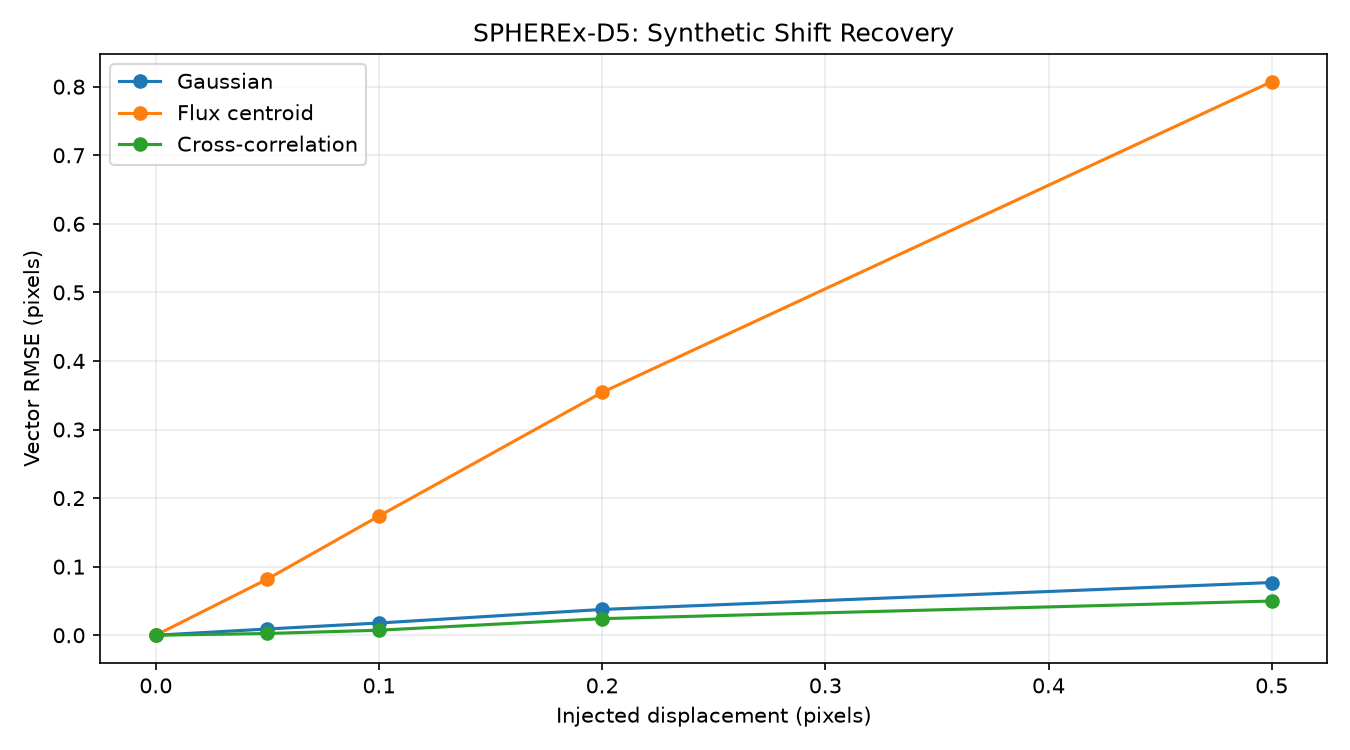 SPHEREx-D5: Synthetic Shift Recovery
Gaussian
Flux centroid
Cross-correlation
Vector RMSE (pixels)
0.8
0.7
0.6
0.5
0.4
0.3
0.2
0.1
0.0
0.0 0.1 0.2 0.3 0.4 0.5
Injected displacement (pixels)